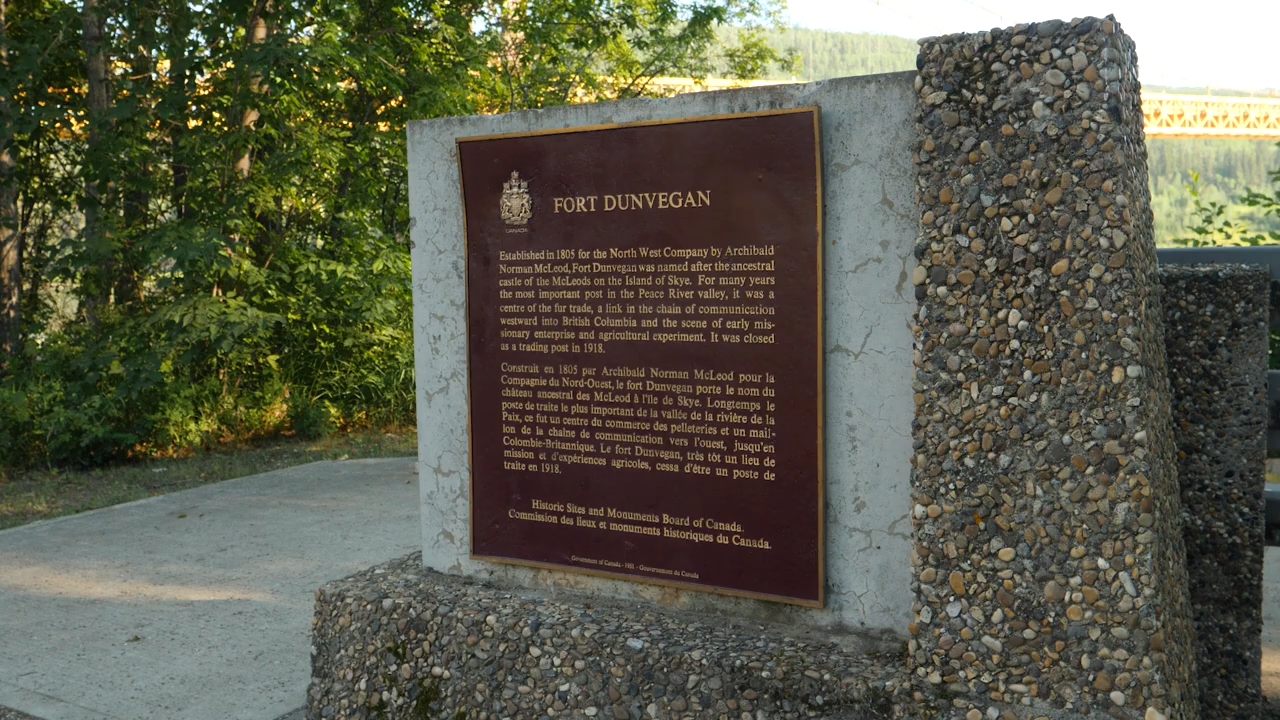 CANADA
FORT DUNVEGAN
Established in 1805 for the North West Company by Archibald
Norman McLeod, Fort Dunvegan was named after the ancestral
castle of the McLeods on the Island of Skye. For many years
the most important post in the Peace River valley, it was a
centre of the fur trade, a link in the chain of communication
westward into British Columbia and the scene of early mis-
sionary enterprise and agricultural experiment. It was closed
as a trading post in 1918.
Construit en 1805 par Archibald Norman McLeod pour la
Compagnie du Nord-Ouest, le fort Dunvegan porte le nom du
château ancestral des McLeod à l'île de Skye. Longtemps le
poste de traite le plus important de la vallée de la rivière de la
Paix, ce fut un centre du commerce des pelleteries et un mail-
lon de la chaîne de communication vers l'ouest, jusqu'en
Colombie-Britannique. Le fort Dunvegan, très tôt un lieu de
mission et d'expériences agricoles, cessa d'être un poste de
traite en 1918.
Historic Sites and Monuments Board of Canada.
Commission des lieux et monuments historiques du Canada.
Government of Canada - 1981 - Gouvernement du Canada